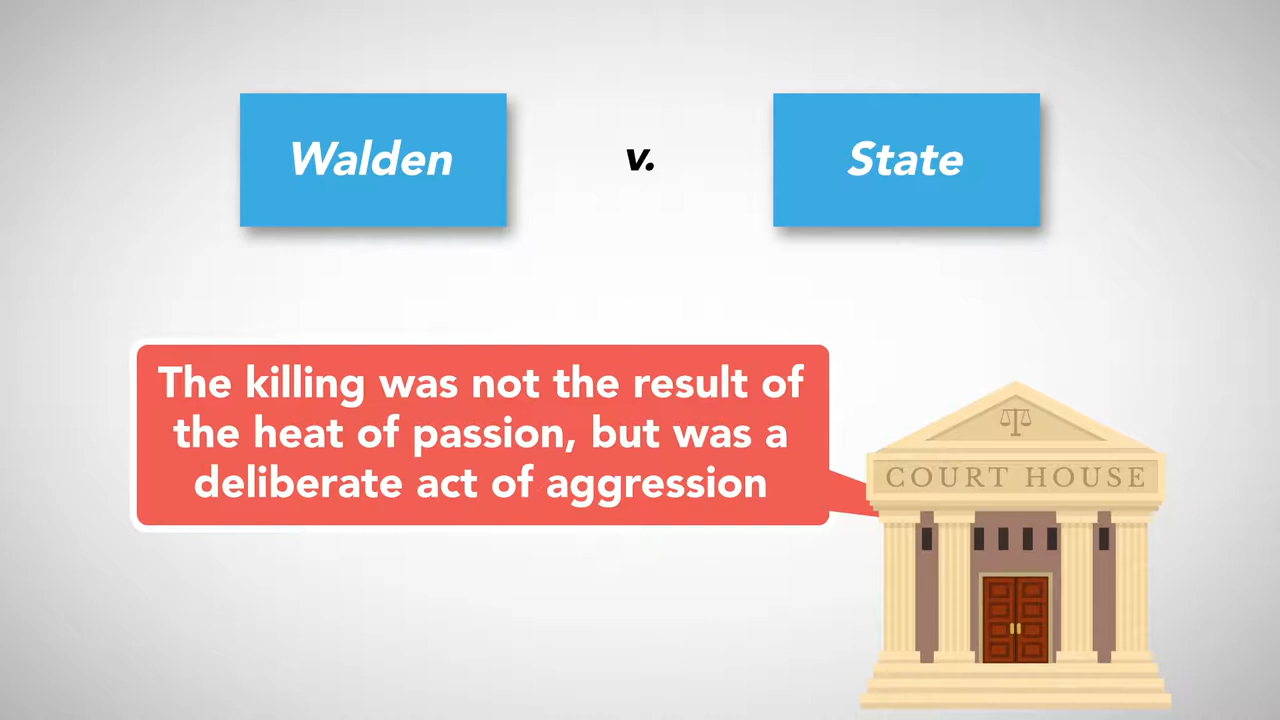 Walden v. State
The killing was not the result of
the heat of passion, but was a
deliberate act of aggression
COURT HOUSE